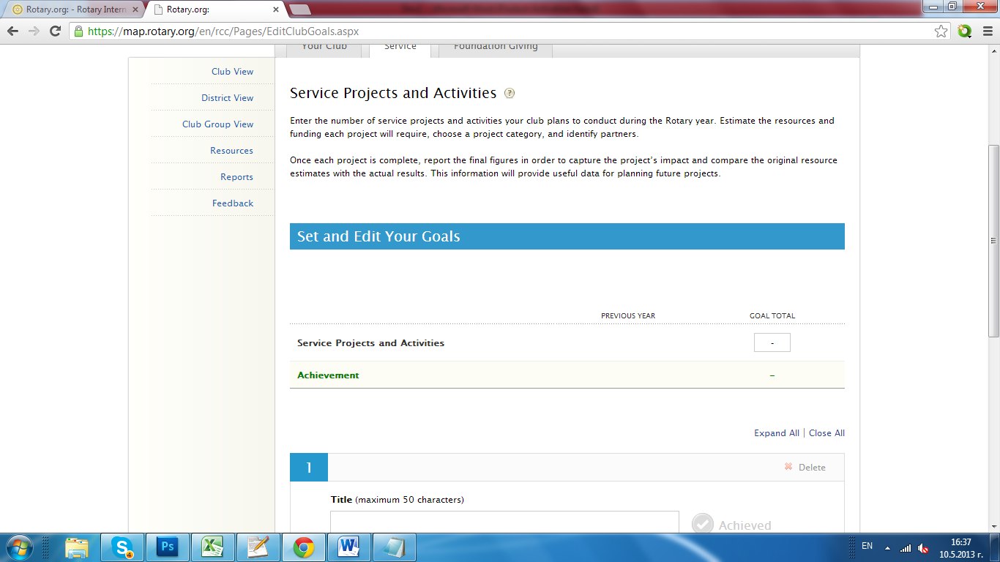 Rotary.org: - Rotary Intern
Rotary.org:
https://map.rotary.org/en/rcc/Pages/EditClubGoals.aspx
Your Club
Service
Foundation Giving
Club View
District View
Club Group View
Resources
Reports
Feedback
Service Projects and Activities ?
Enter the number of service projects and activities your club plans to conduct during the Rotary year. Estimate the resources and
funding each project will require, choose a project category, and identify partners.
Once each project is complete, report the final figures in order to capture the project's impact and compare the original resource
estimates with the actual results. This information will provide useful data for planning future projects.
Set and Edit Your Goals
PREVIOUS YEAR GOAL TOTAL
Service Projects and Activities -
Achievement –
Expand All | Close All
1 Delete
Title (maximum 50 characters)
Achieved
S 4 Ps X W
EN
16:37
10.5.2013 г.